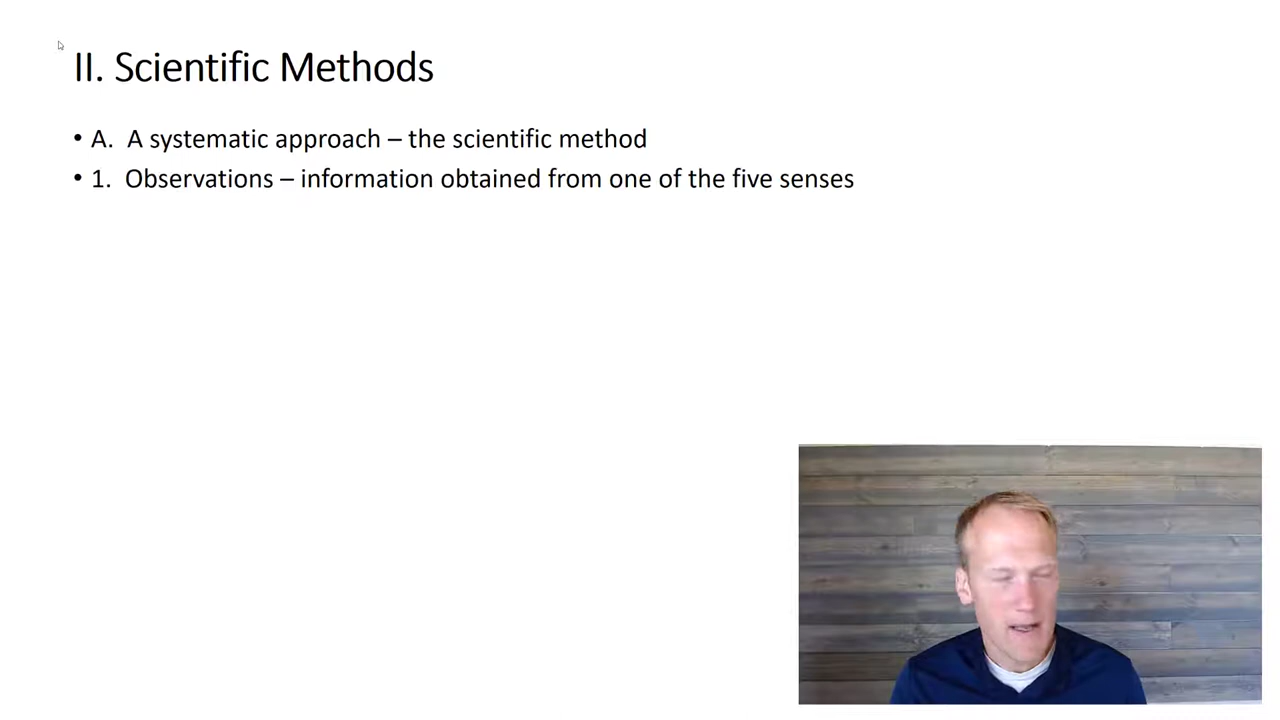 II. Scientific Methods
• A. A systematic approach – the scientific method
• 1. Observations – information obtained from one of the five senses